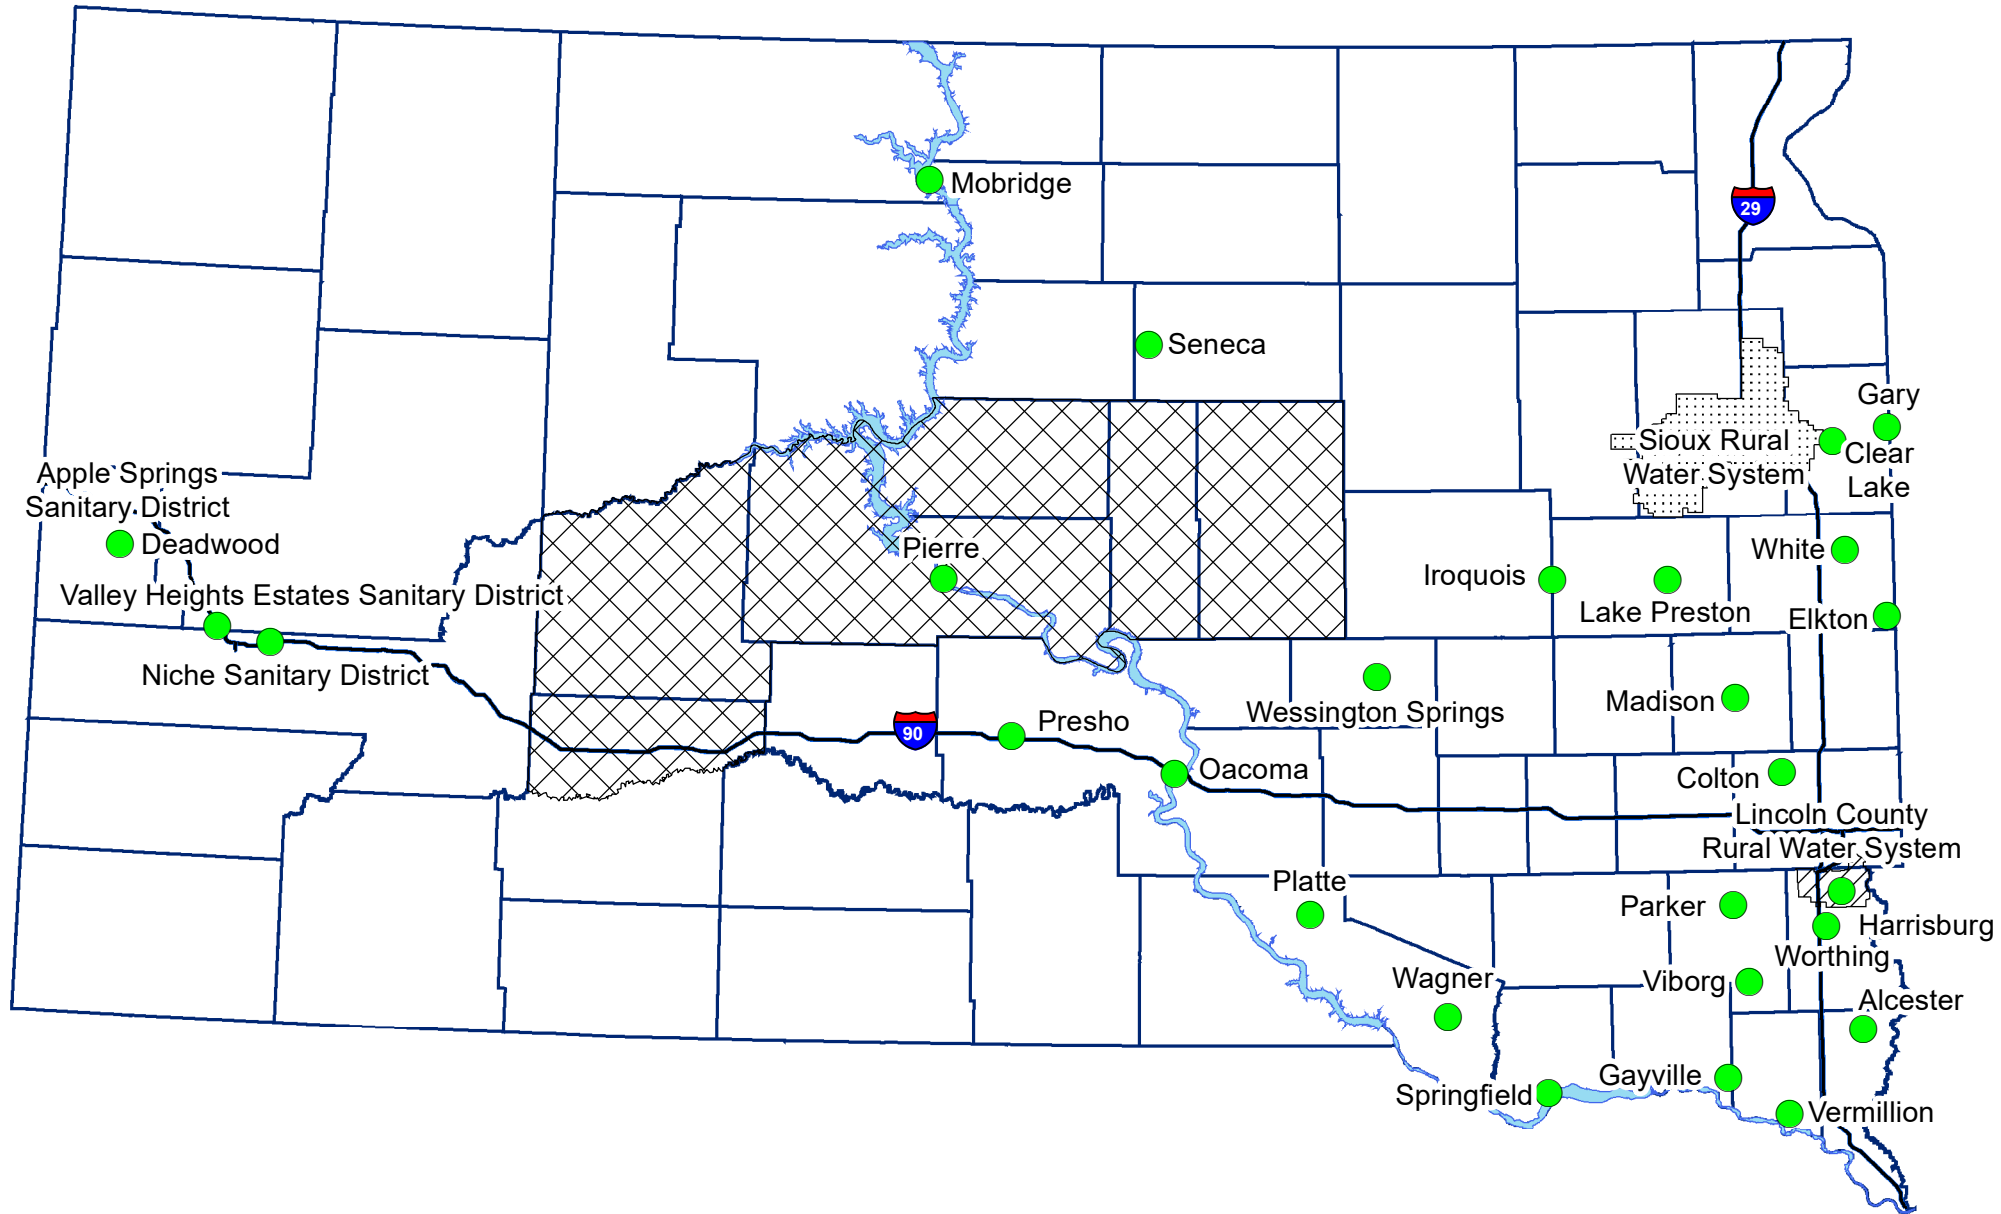 Mobridge
29
Seneca
Gary
Sioux Rural
Water System
Clear
Lake
Apple Springs
Sanitary District
Deadwood
Pierre
White
Iroquois
Lake Preston
Valley Heights Estates Sanitary District
Elkton
Niche Sanitary District
Madison
Wessington Springs
Presho
90
Oacoma
Colton
Lincoln County
Rural Water System
Platte
Parker
Harrisburg
Worthing
Wagner
Viborg
Alcester
Gayville
Springfield
Vermillion